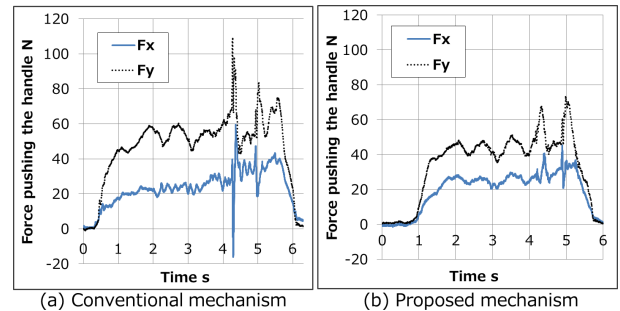 Force pushing the handle N
120
100
80
60
40
20
0
-20
Fx
Fy
0 1 2 3 4 5 6
Time s
(a) Conventional mechanism
Force pushing the handle N
120
100
80
60
40
20
0
-20
Fx
Fy
0 1 2 3 4 5 6
Time s
(b) Proposed mechanism